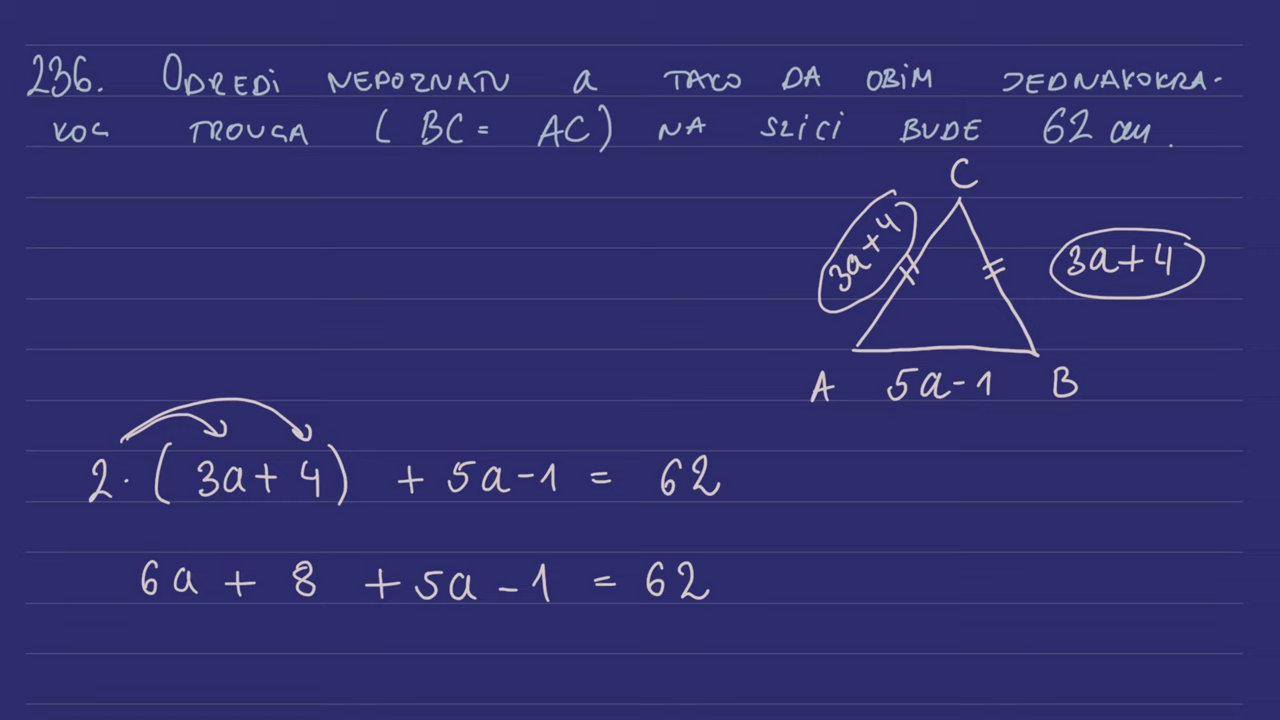 236. ODREDI NEPOZNATU a TAKO DA OBIM JEDNAKOKRA-
KOG TROUGA ( BC = AC) NA SLICI BUDE 62 cm.
C
3a+4
3a+4
A 5a-1 B
2·(3a+4) + 5a-1 = 62
6a + 8 + 5a - 1 = 62